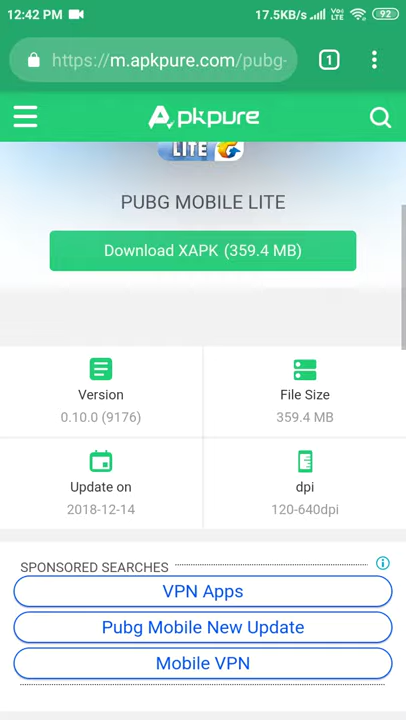 12:42 PM
17.5KB/s Vo) LTE 92
https://m.apkpure.com/pubg-
1
Apkpure
LITE
PUBG MOBILE LITE
Download XAPK (359.4 MB)
Version
0.10.0 (9176)
File Size
359.4 MB
Update on
2018-12-14
dpi
120-640dpi
SPONSORED SEARCHES
VPN Apps
Pubg Mobile New Update
Mobile VPN